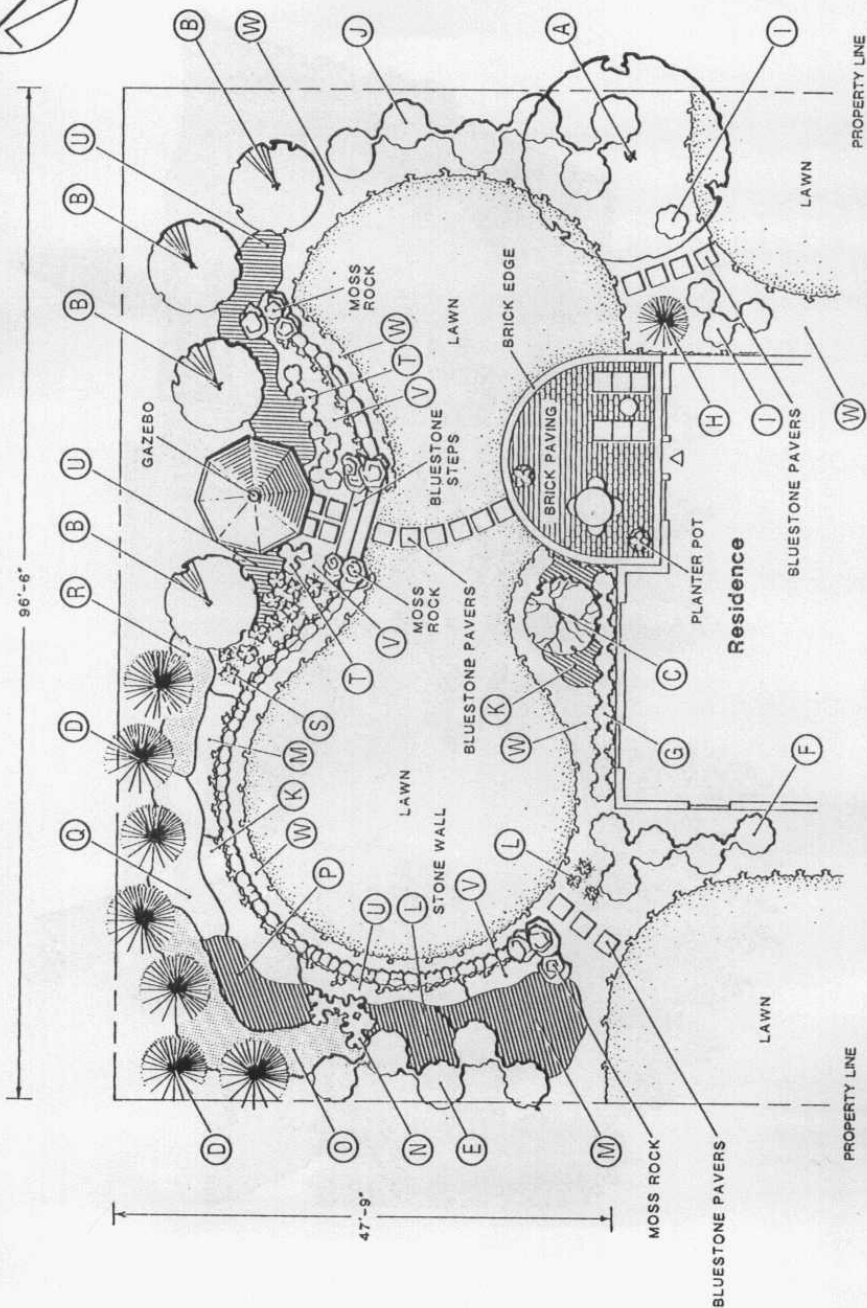 96'-6"
47'-9"
U
B
B
D
Q
D
R
B
U
GAZEBO
B
W
J
A
I
D
O
N
E
M
P
K
M
S
T
V
U
L
W
V
L
MOSS
ROCK
MOSS
ROCK
W
T
V
BLUESTONE
STEPS
LAWN
LAWN
STONE WALL
BLUESTONE PAVERS
BRICK EDGE
BRICK PAVING
K
W
C
G
F
H
I
W
PLANTER POT
Residence
BLUESTONE PAVERS
MOSS ROCK
BLUESTONE PAVERS
LAWN
LAWN
PROPERTY LINE
PROPERTY LINE